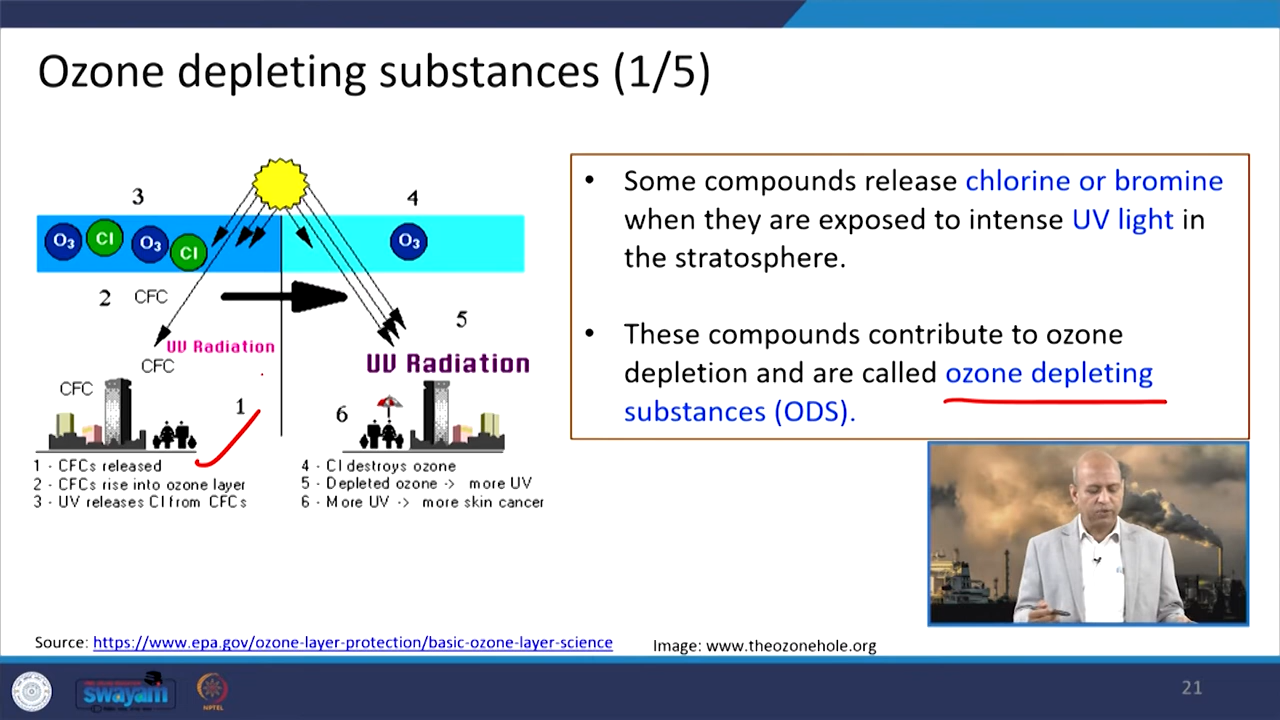 Ozone depleting substances (1/5)
3
4
O3
Cl
O3
Cl
O3
2
CFC
5
UV Radiation
UV Radiation
CFC
CFC
1
6
1 - CFCs released
2 - CFCs rise into ozone layer
3 - UV releases Cl from CFCs
4 - Cl destroys ozone
5 - Depleted ozone -> more UV
6 - More UV -> more skin cancer
• Some compounds release chlorine or bromine
when they are exposed to intense UV light in
the stratosphere.
• These compounds contribute to ozone
depletion and are called ozone depleting
substances (ODS).
Source: https://www.epa.gov/ozone-layer-protection/basic-ozone-layer-science
Image: www.theozonehole.org
swayam
NPTEL
21